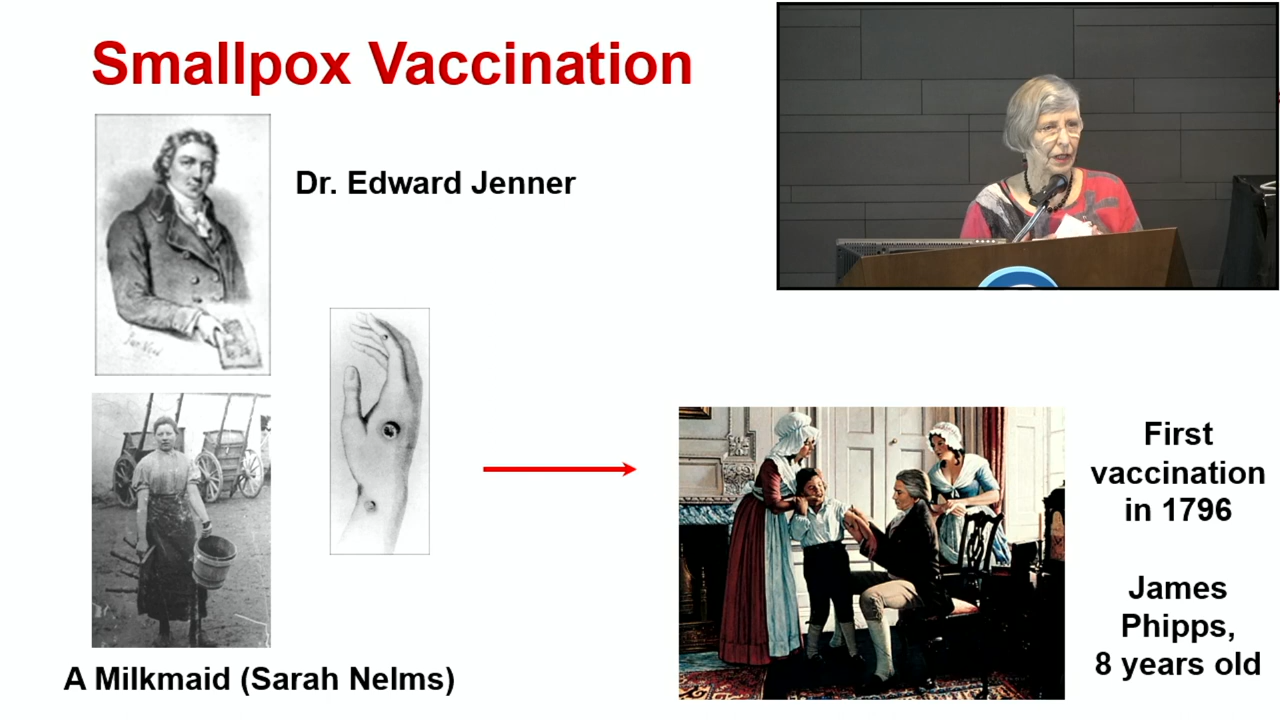 Smallpox Vaccination
Dr. Edward Jenner
A Milkmaid (Sarah Nelms)
First
vaccination
in 1796
James
Phipps,
8 years old